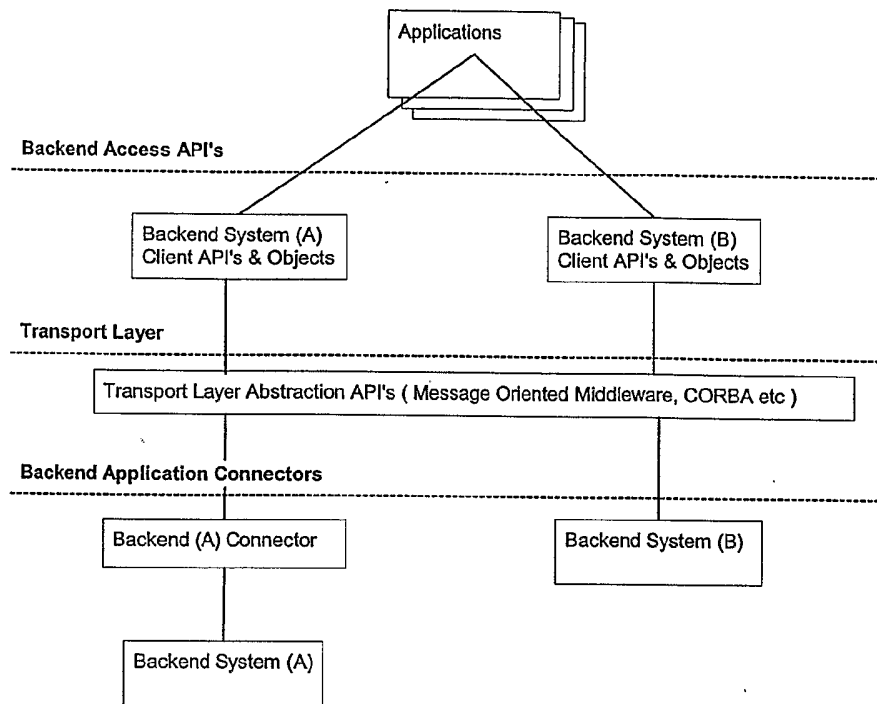 Applications
Backend Access API's
Backend System (A)
Client API's & Objects
Backend System (B)
Client API's & Objects
Transport Layer
Transport Layer Abstraction API's ( Message Oriented Middleware, CORBA etc )
Backend Application Connectors
Backend (A) Connector
Backend System (B)
Backend System (A)